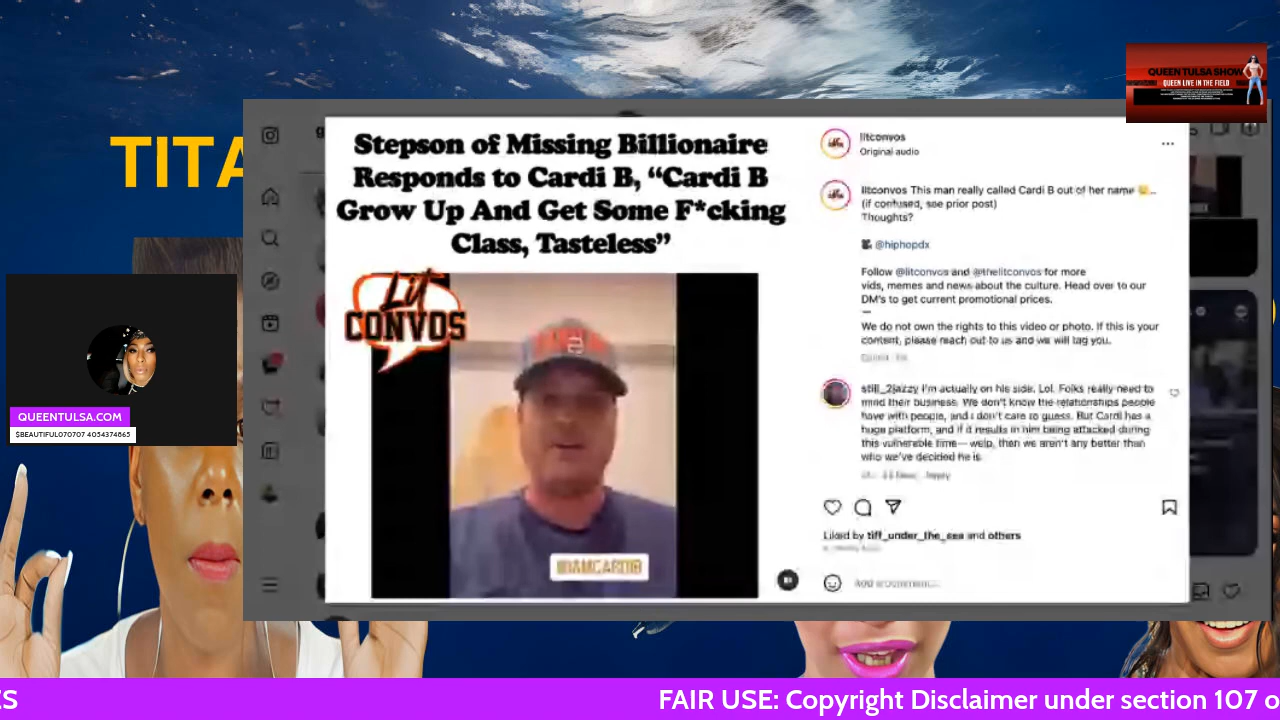 QUEEN TULSA SHOW
QUEEN LIVE IN THE FIELD
TITA
Stepson of Missing Billionaire
Responds to Cardi B, “Cardi B
Grow Up And Get Some F*cking
Class, Tasteless”
Lit
CONVOS
@IAMCARDIB
litconvos
Original audio
litconvos This man really called Cardi B out of her name 😓...
(if confused, see prior post)
Thoughts?
📽 @hiphopdx
Follow @litconvos and @thelitconvos for more
vids, memes and news about the culture. Head over to our
DM's to get current promotional prices.
—
We do not own the rights to this video or photo. If this is your
content, please reach out to us and we will tag you.
still_2jazzy I'm actually on his side. Lol. Folks really need to
mind their business. We don't know the relationships people
have with people, and i don't care to guess. But Cardi has a
huge platform, and if it results in him being attacked during
this vulnerable time— welp, then we aren't any better than
who we've decided he is
Liked by tiff_under_the_sea and others
Add a comment...
QUEENTULSA.COM
$BEAUTIFUL070707 4054374865
ES
FAIR USE: Copyright Disclaimer under section 107 o